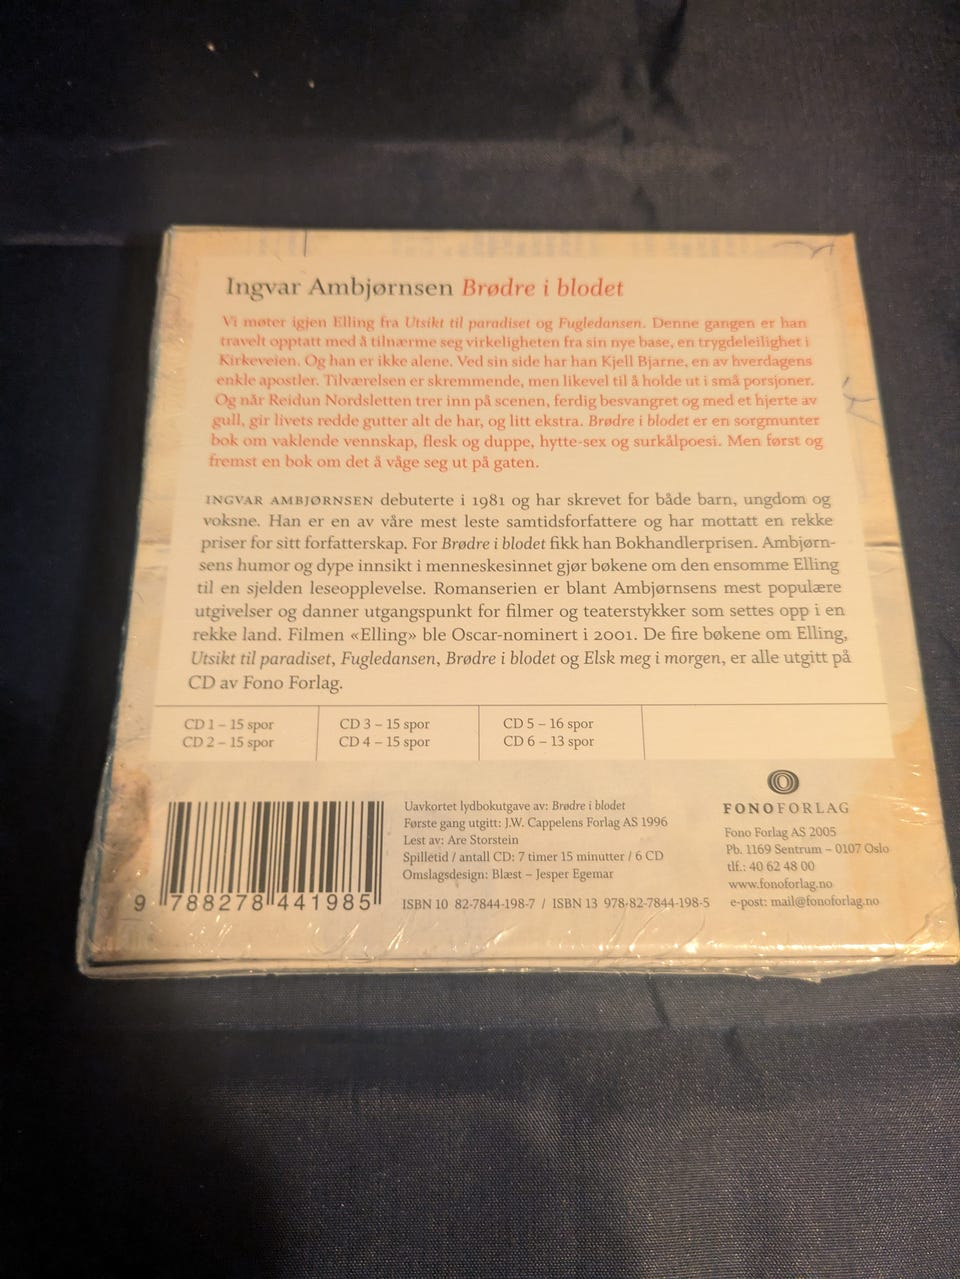 Ingvar Ambjørnsen Brødre i blodet
Vi møter igjen Elling fra Utsikt til paradiset og Fugledansen. Denne gangen er han
travelt opptatt med å tilnærme seg virkeligheten fra sin nye base, en trygdeleilighet i
Kirkeveien. Og han er ikke alene. Ved sin side har han Kjell Bjarne, en av hverdagens
enkle apostler. Tilværelsen er skremmende, men likevel til å holde ut i små porsjoner.
Og når Reidun Nordsletten trer inn på scenen, ferdig besvangret og med et hjerte av
gull, gir livets redde gutter alt de har, og litt ekstra. Brødre i blodet er en sorgmunter
bok om vaklende vennskap, flesk og duppe, hytte-sex og surkålpoesi. Men først og
fremst en bok om det å våge seg ut på gaten.
INGVAR AMBJØRNSEN debuterte i 1981 og har skrevet for både barn, ungdom og
voksne. Han er en av våre mest leste samtidsforfattere og har mottatt en rekke
priser for sitt forfatterskap. For Brødre i blodet fikk han Bokhandlerprisen. Ambjørn-
sens humor og dype innsikt i menneskesinnet gjør bøkene om den ensomme Elling
til en sjelden leseopplevelse. Romanserien er blant Ambjørnsens mest populære
utgivelser og danner utgangspunkt for filmer og teaterstykker som settes opp i en
rekke land. Filmen «Elling» ble Oscar-nominert i 2001. De fire bøkene om Elling,
Utsikt til paradiset, Fugledansen, Brødre i blodet og Elsk meg i morgen, er alle utgitt på
CD av Fono Forlag.
CD 1 – 15 spor
CD 2 – 15 spor
CD 3 – 15 spor
CD 4 – 15 spor
CD 5 – 16 spor
CD 6 – 13 spor
9 788278 441985
Uavkortet lydbokutgave av: Brødre i blodet
Første gang utgitt: J.W. Cappelens Forlag AS 1996
Lest av: Are Storstein
Spilletid / antall CD: 7 timer 15 minutter / 6 CD
Omslagsdesign: Blæst – Jesper Egemar
ISBN 10 82-7844-198-7 / ISBN 13 978-82-7844-198-5
FONOFORLAG
Fono Forlag AS 2005
Pb. 1169 Sentrum – 0107 Oslo
tlf.: 40 62 48 00
www.fonoforlag.no
e-post: mail@fonoforlag.no